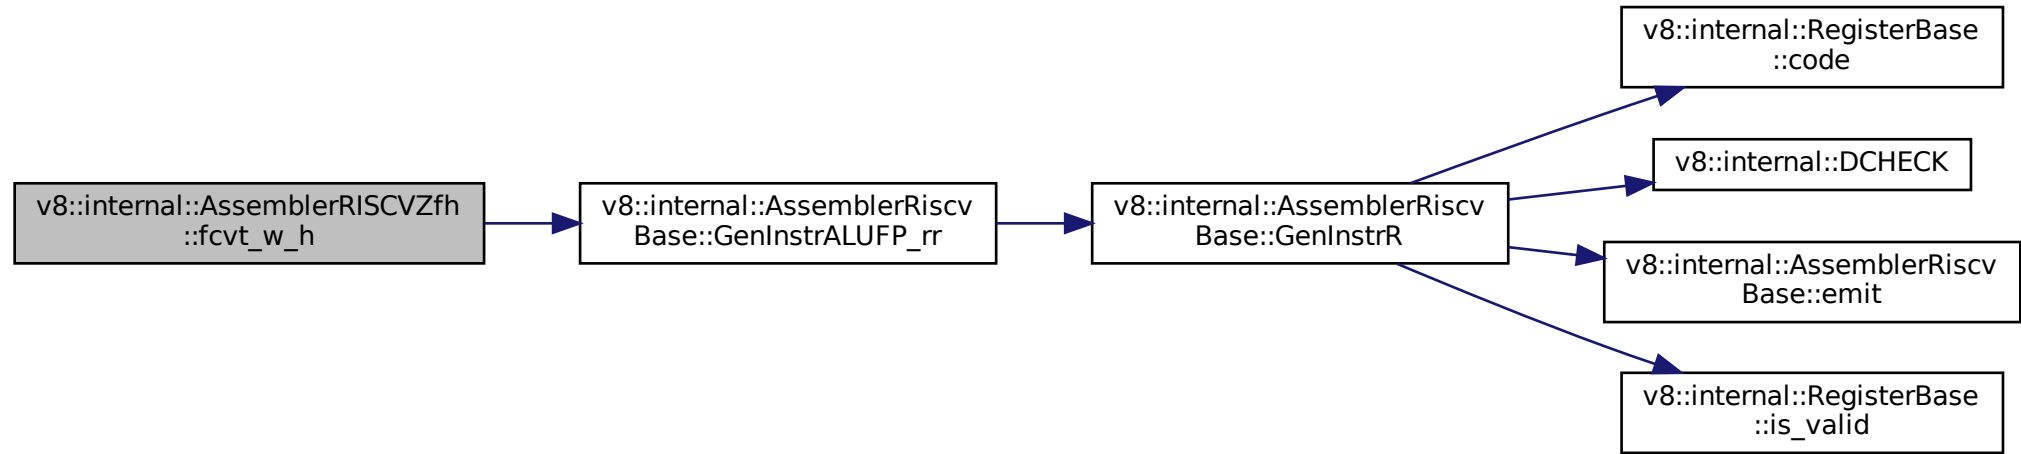 v8::internal::AssemblerRISCVZfh
::fcvt_w_h
v8::internal::AssemblerRiscv
Base::GenInstrALUFP_rr
v8::internal::AssemblerRiscv
Base::GenInstrR
v8::internal::RegisterBase
::code
v8::internal::DCHECK
v8::internal::AssemblerRiscv
Base::emit
v8::internal::RegisterBase
::is_valid